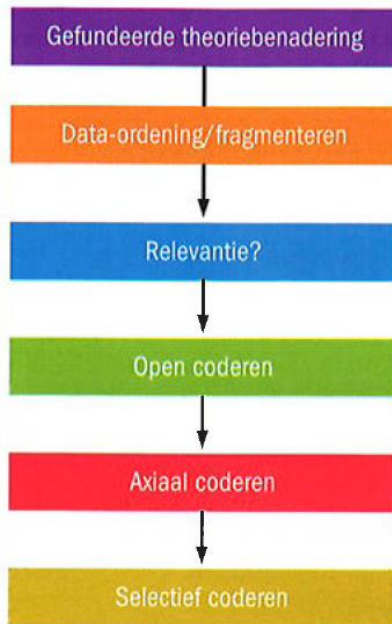 Gefundeerde theoriebenadering
Data-ordening/fragmenteren
Relevantie?
Open coderen
Axiaal coderen
Selectief coderen